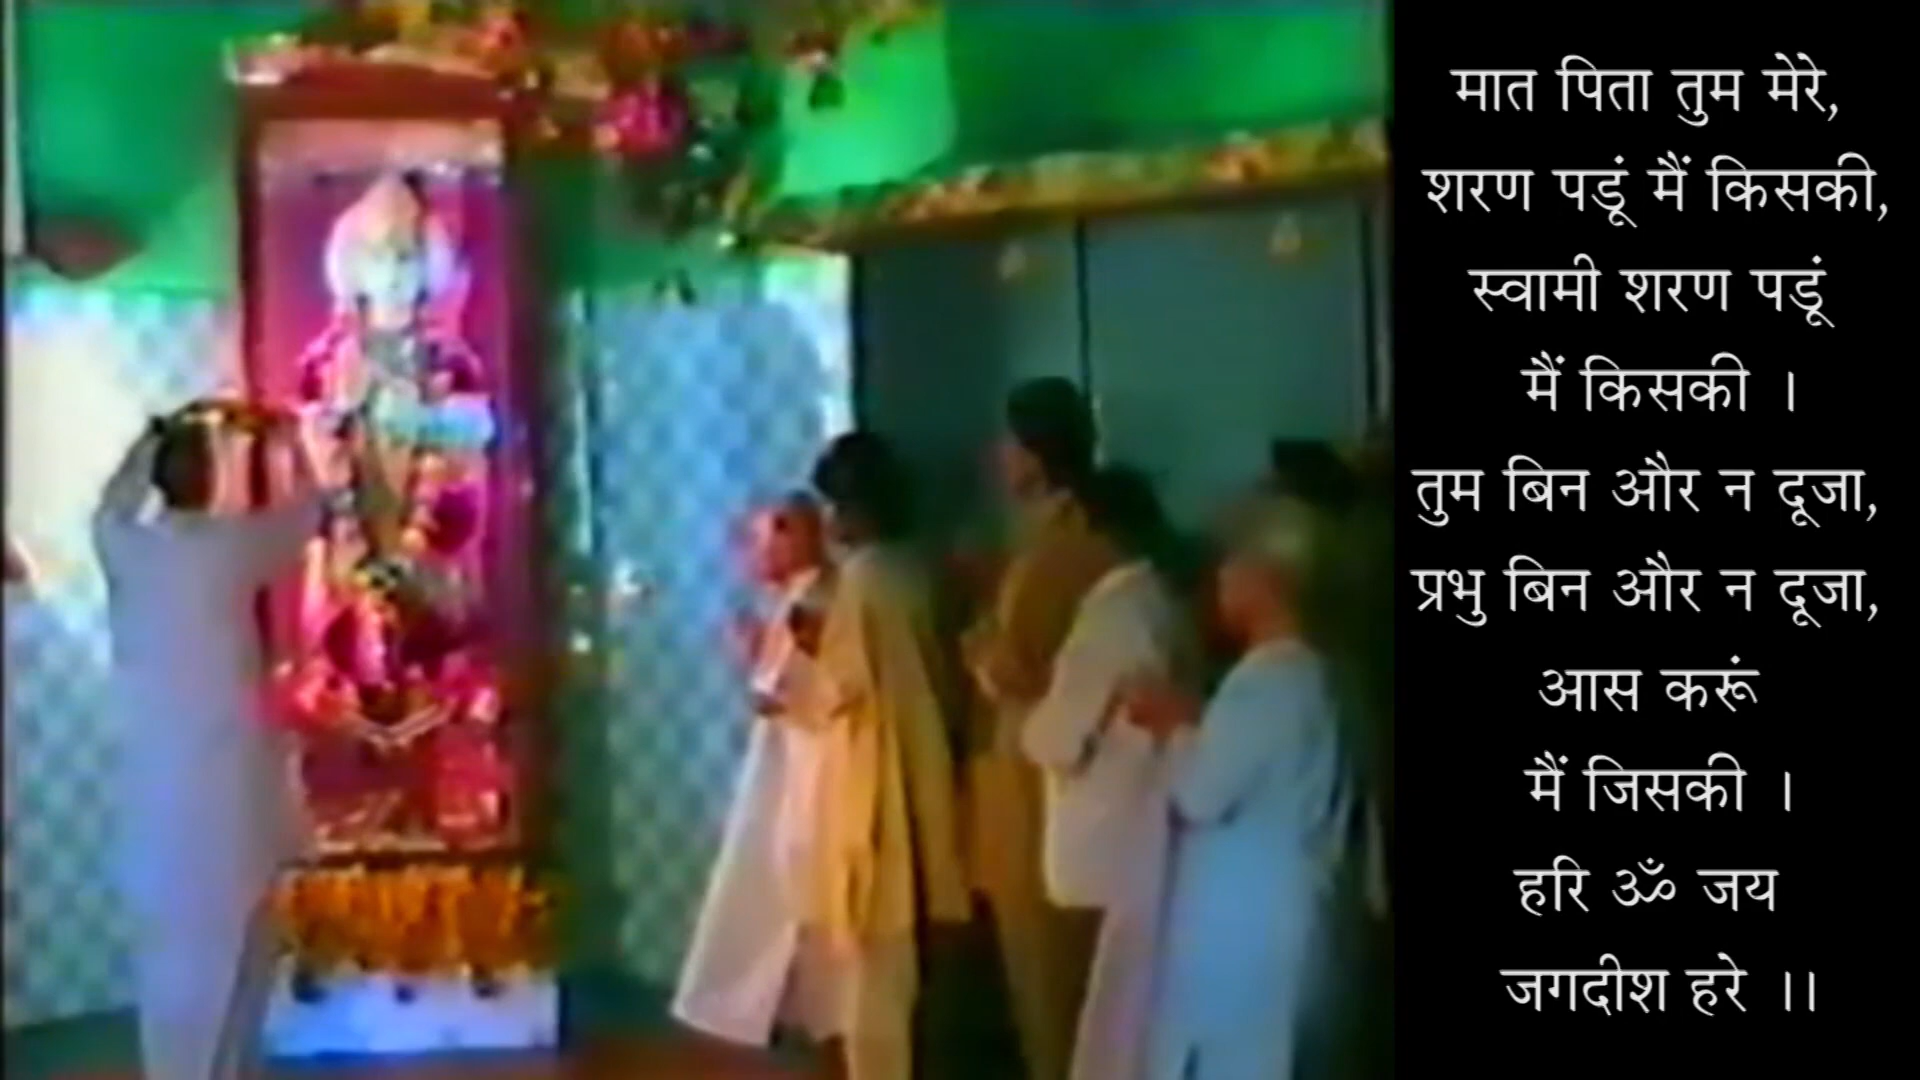 मात पिता तुम मेरे,
शरण पडूं मैं किसकी,
स्वामी शरण पडूं
मैं किसकी ।
तुम बिन और न दूजा,
प्रभु बिन और न दूजा,
आस करूं
मैं जिसकी ।
हरि ॐ जय
जगदीश हरे ।।